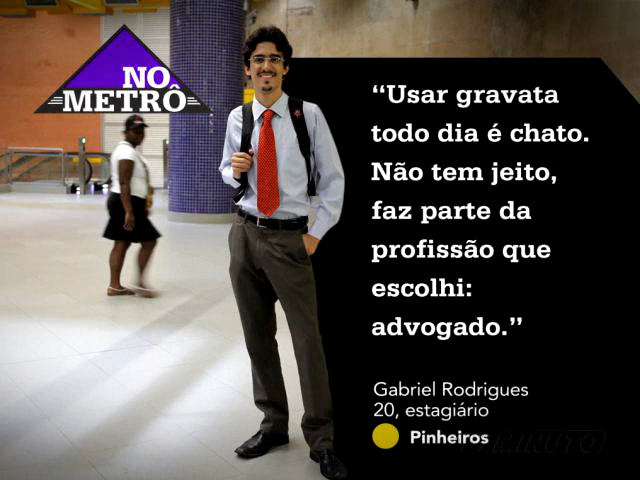 NO
METRÔ
“Usar gravata
todo dia é chato.
Não tem jeito,
faz parte da
profissão que
escolhi:
advogado.”
Gabriel Rodrigues
20, estagiário
Pinheiros
MINUTO